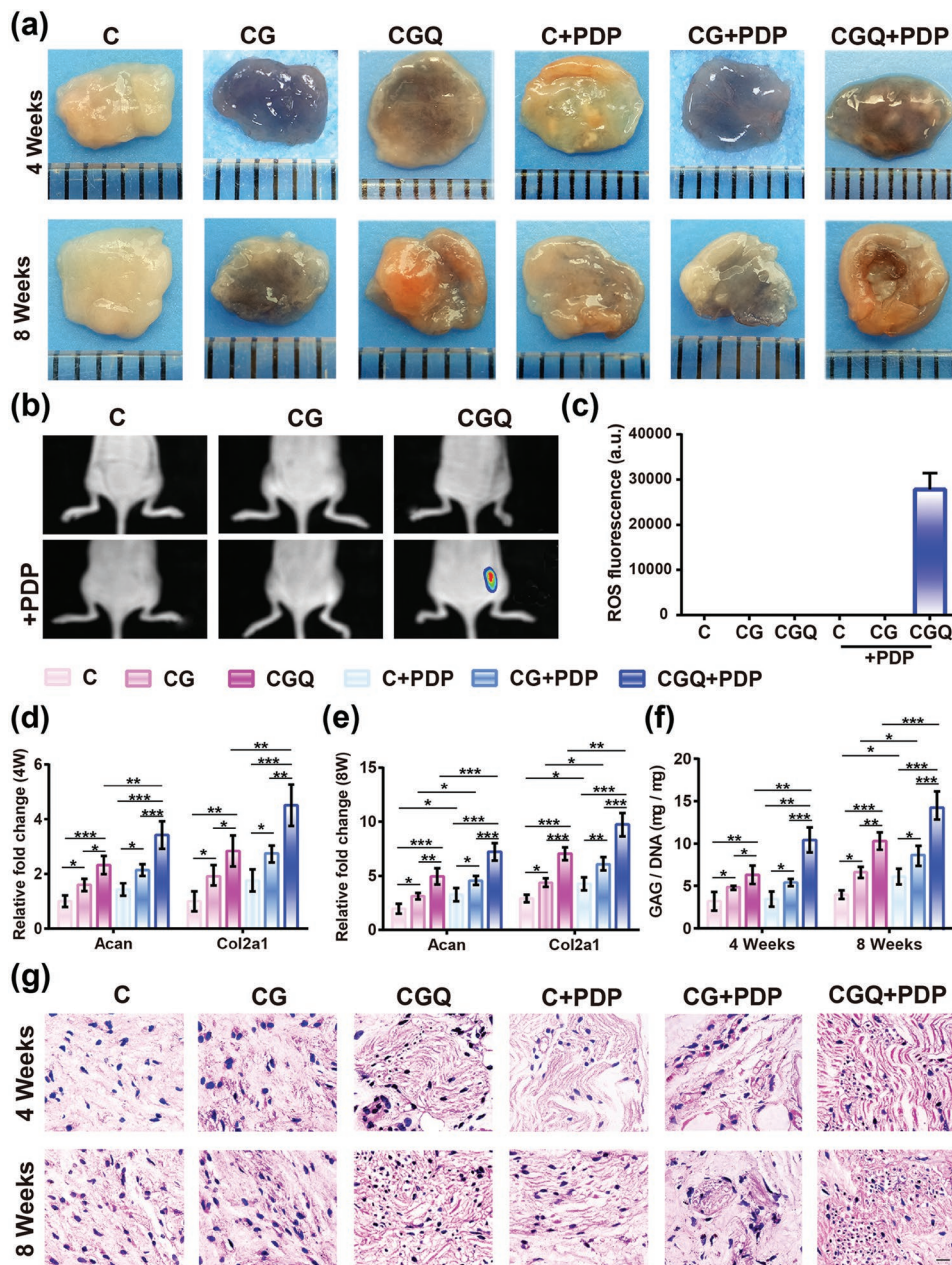 (a)
C CG CGQ C+PDP CG+PDP CGQ+PDP
4 Weeks
8 Weeks
(b)
C CG CGQ
+PDP
(c)
ROS fluorescence (a.u.)
40000
30000
20000
10000
0
C CG CGQ C CG CGQ
+PDP
C CG CGQ C+PDP CG+PDP CGQ+PDP
(d)
Relative fold change (4W)
6
4
2
0
** *** ** *** *** *** * * *
** *** ** ** * * *
Acan Col2a1
(e)
Relative fold change (8W)
15
10
5
0
*** * * *** *** *** ** * *
** * * *** *** *** *** ** *
Acan Col2a1
(f)
GAG / DNA (mg / mg)
20
15
10
5
0
** ** *** ** * * *
*** * * *** *** *** ** * *
4 Weeks 8 Weeks
(g)
C CG CGQ C+PDP CG+PDP CGQ+PDP
4 Weeks
8 Weeks